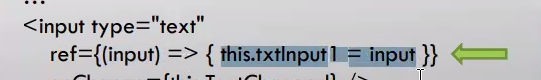 <input type="text"
ref={(input) => { this.txtInput1 = input }}